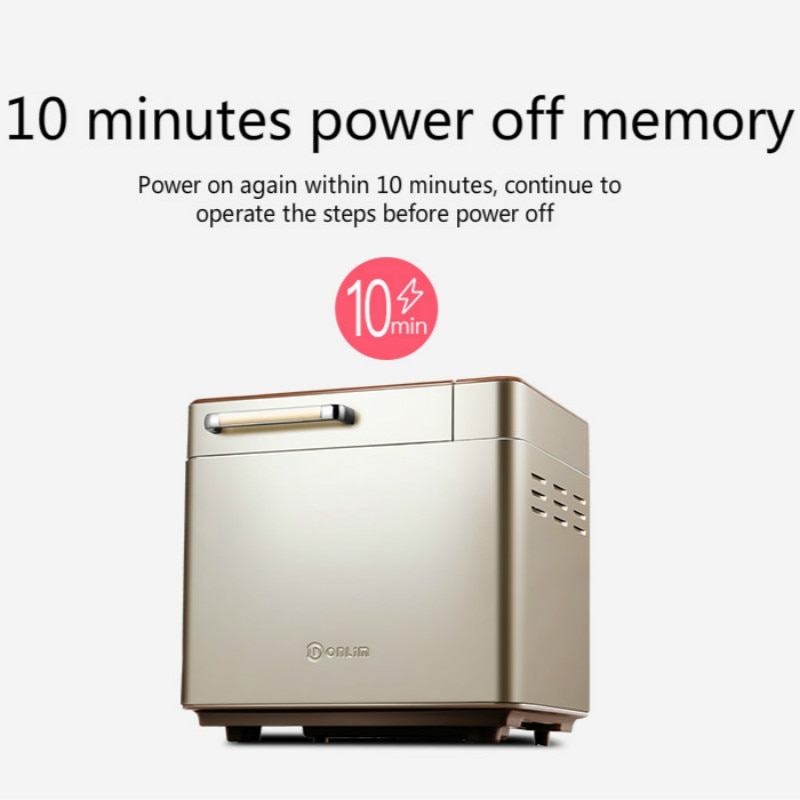 10 minutes power off memory
Power on again within 10 minutes, continue to
operate the steps before power off
10
min
DONLIM